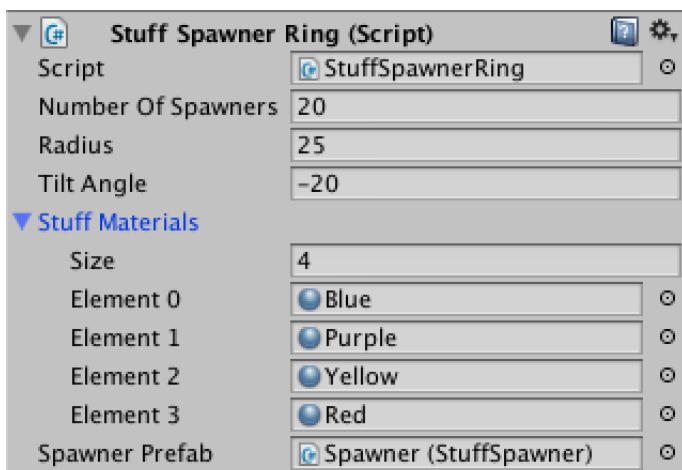 Stuff Spawner Ring (Script)
Script StuffSpawnerRing
Number Of Spawners 20
Radius 25
Tilt Angle -20
Stuff Materials
Size 4
Element 0 Blue
Element 1 Purple
Element 2 Yellow
Element 3 Red
Spawner Prefab Spawner (StuffSpawner)